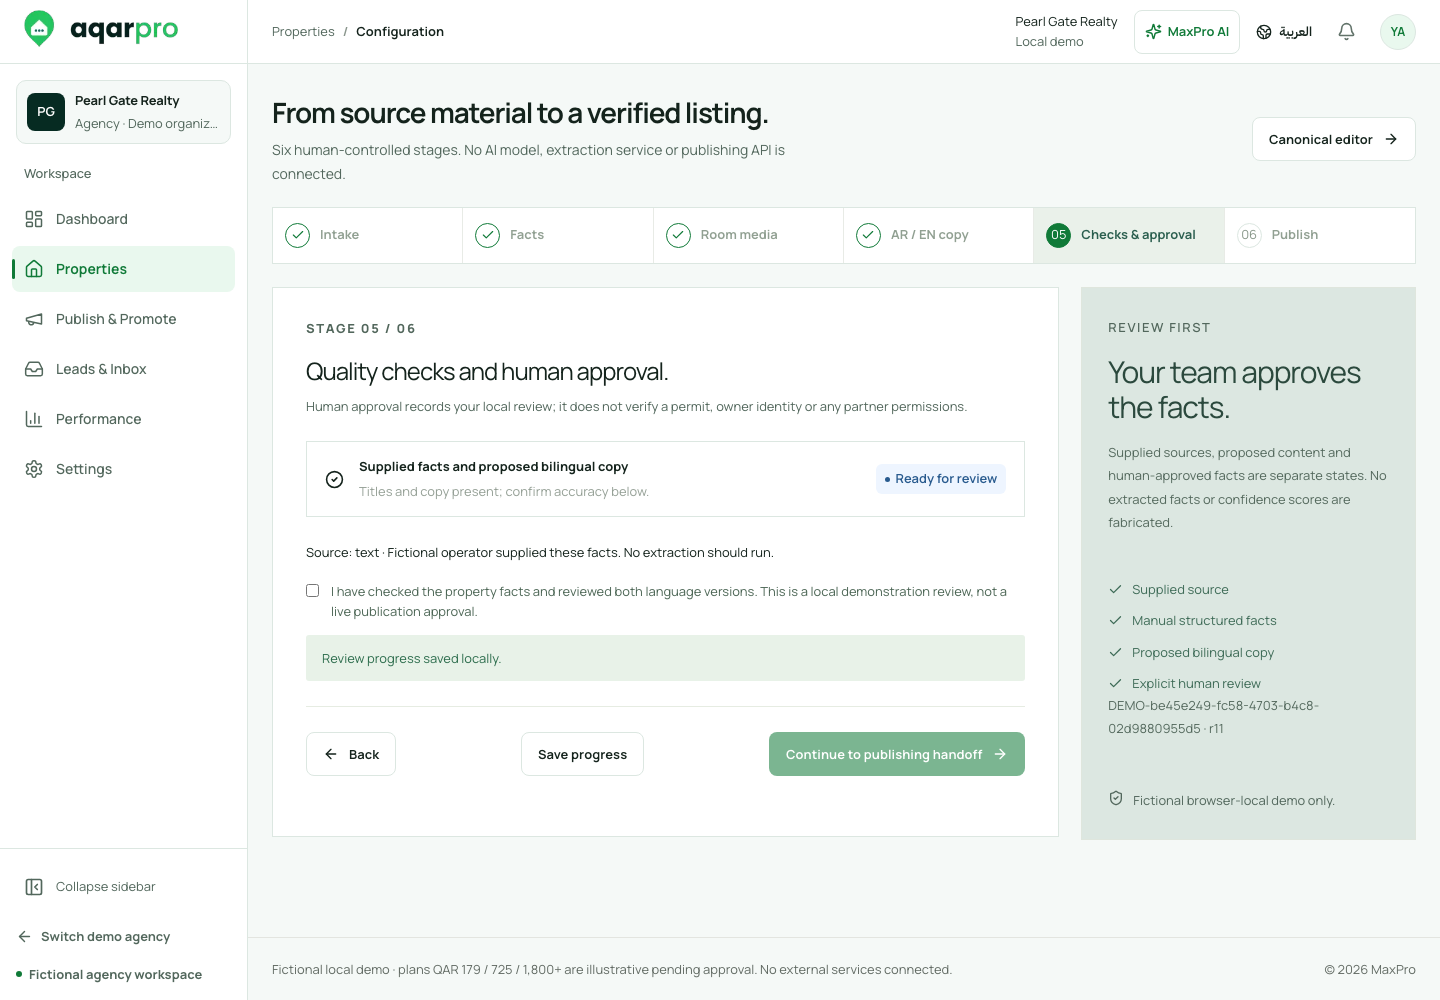 aqarpro
Properties / Configuration
Pearl Gate Realty
Local demo
MaxPro AI
العربية
YA
PG
Pearl Gate Realty
Agency · Demo organiz...
Workspace
Dashboard
Properties
Publish & Promote
Leads & Inbox
Performance
Settings
Collapse sidebar
Switch demo agency
Fictional agency workspace
From source material to a verified listing.
Six human-controlled stages. No AI model, extraction service or publishing API is
connected.
Canonical editor
Intake
Facts
Room media
AR / EN copy
05 Checks & approval
06 Publish
STAGE 05 / 06
Quality checks and human approval.
Human approval records your local review; it does not verify a permit, owner identity or any partner permissions.
Supplied facts and proposed bilingual copy
Titles and copy present; confirm accuracy below.
Ready for review
Source: text · Fictional operator supplied these facts. No extraction should run.
I have checked the property facts and reviewed both language versions. This is a local demonstration review, not a
live publication approval.
Review progress saved locally.
Back
Save progress
Continue to publishing handoff
REVIEW FIRST
Your team approves
the facts.
Supplied sources, proposed content and
human-approved facts are separate states. No
extracted facts or confidence scores are
fabricated.
Supplied source
Manual structured facts
Proposed bilingual copy
Explicit human review
DEMO-be45e249-fc58-4703-b4c8-
02d9880955d5 · r11
Fictional browser-local demo only.
Fictional local demo · plans QAR 179 / 725 / 1,800+ are illustrative pending approval. No external services connected.
© 2026 MaxPro